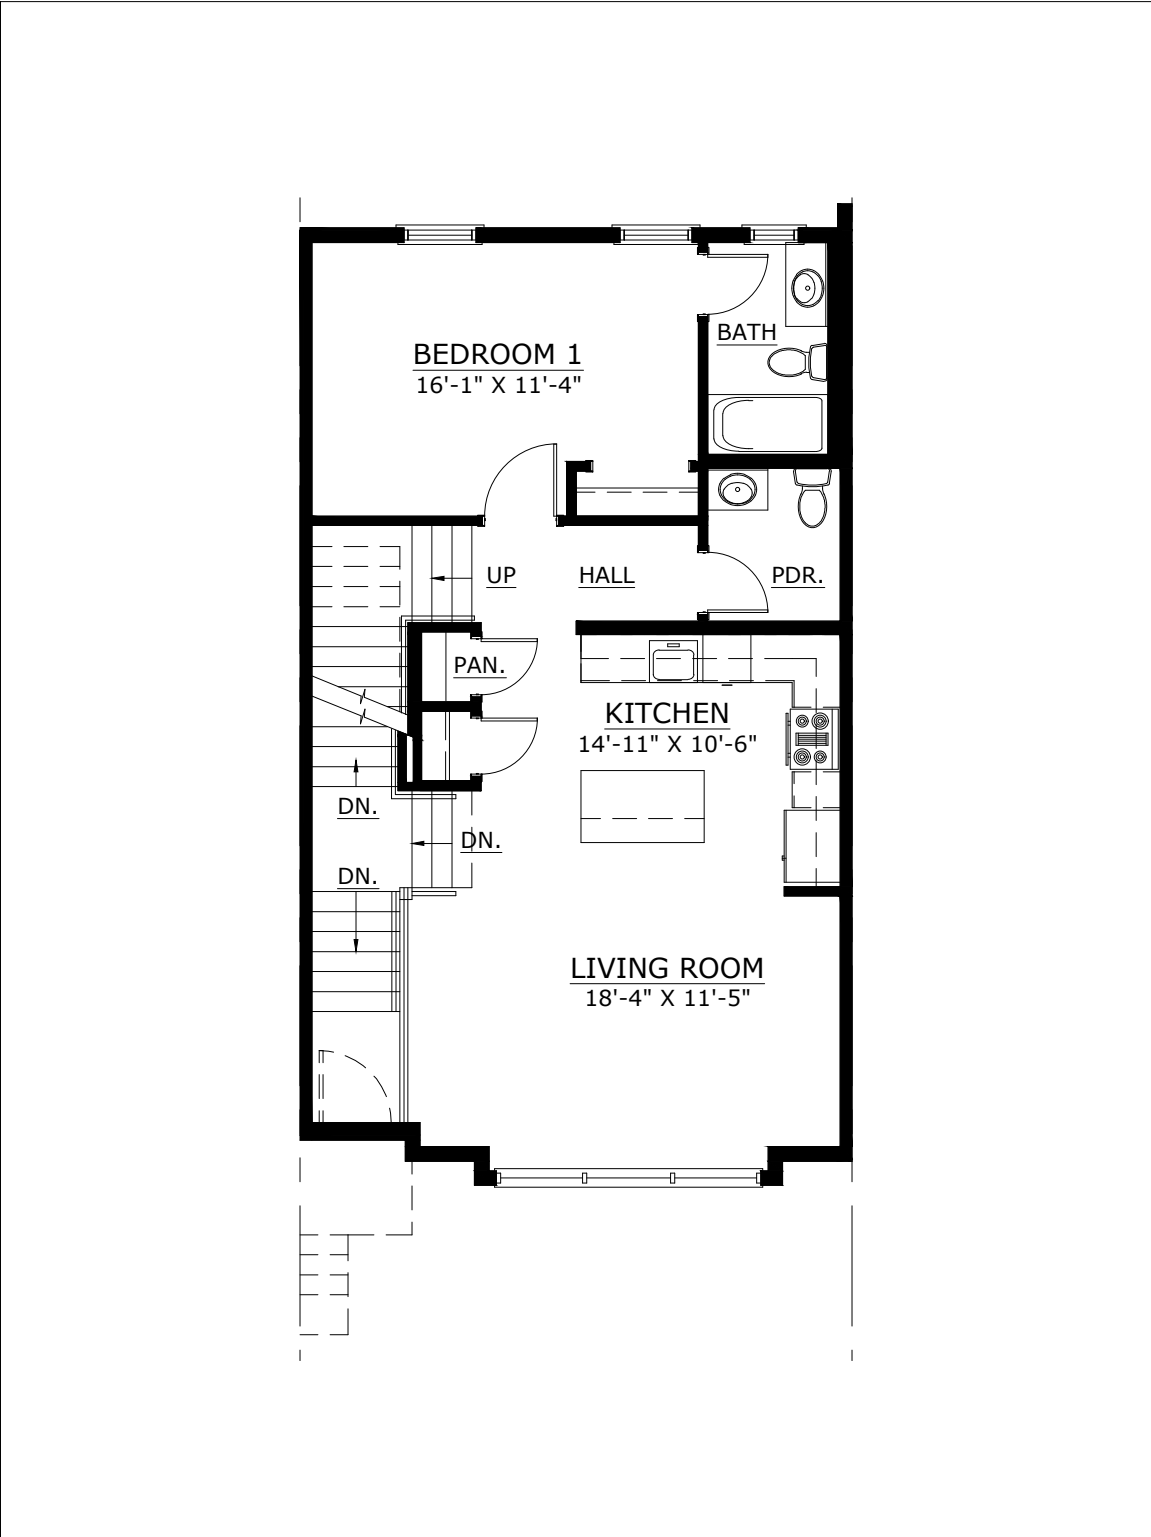 BATH
BEDROOM 1
16'-1" X 11'-4"
UP
HALL
PDR.
PAN.
KITCHEN
14'-11" X 10'-6"
DN.
DN.
DN.
LIVING ROOM
18'-4" X 11'-5"